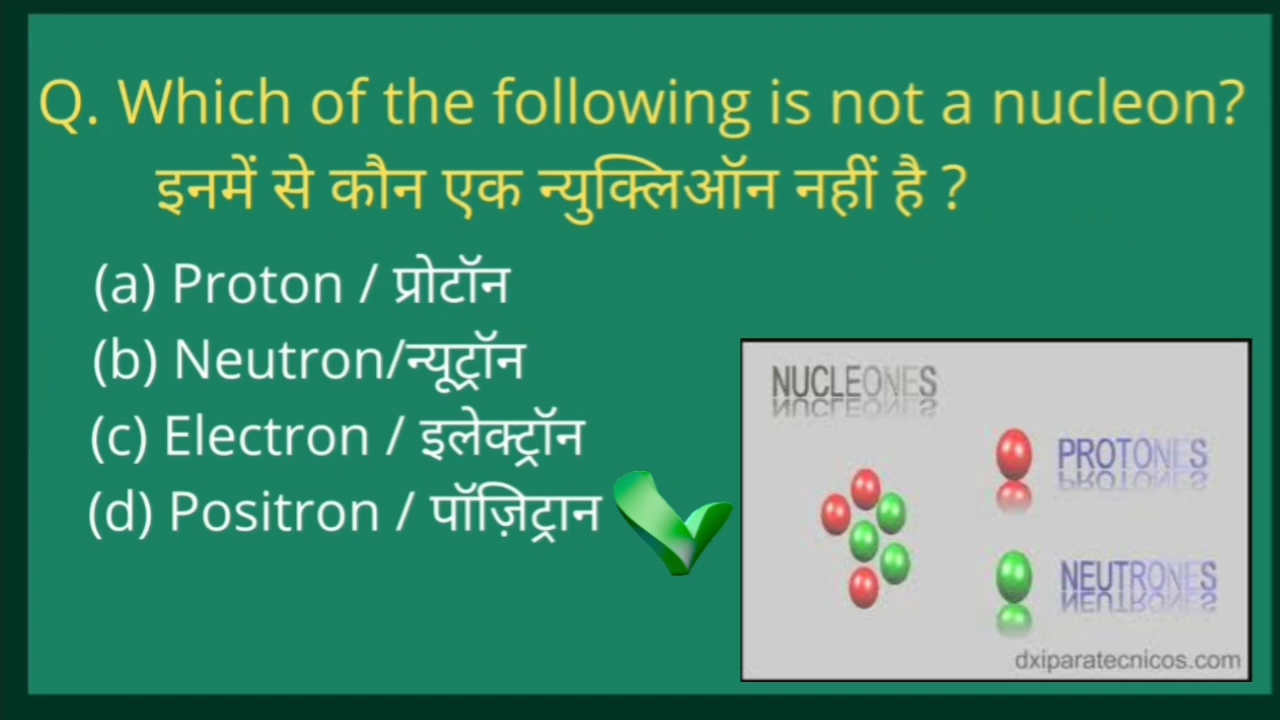 Q. Which of the following is not a nucleon?
इनमें से कौन एक न्युक्लिऑन नहीं है ?
(a) Proton / प्रोटॉन
(b) Neutron/न्यूट्रॉन
(c) Electron / इलेक्ट्रॉन
(d) Positron / पॉज़िट्रान
NUCLEONES
PROTONES
NEUTRONES
dxiparatecnicos.com